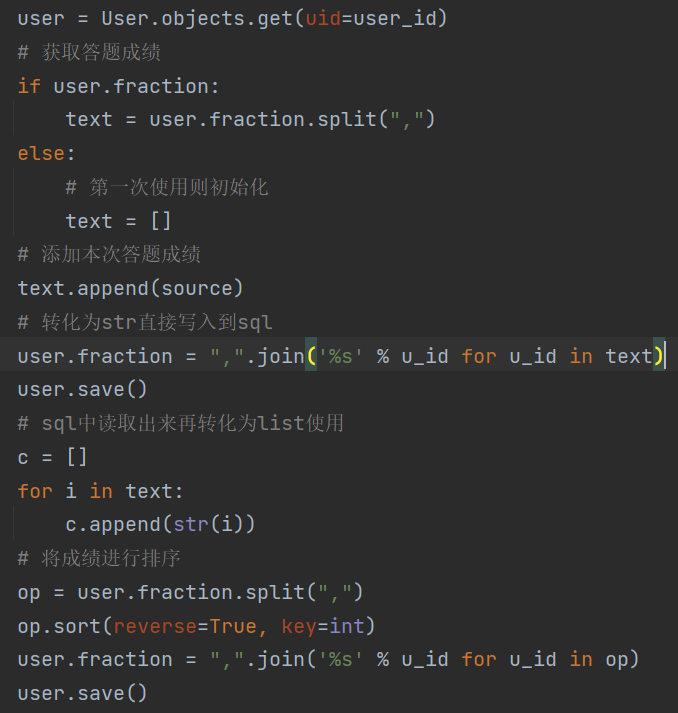 user = User.objects.get(uid=user_id)
# 获取答题成绩
if user.fraction:
    text = user.fraction.split(",")
else:
    # 第一次使用则初始化
    text = []
# 添加本次答题成绩
text.append(source)
# 转化为str直接写入到sql
user.fraction = ",".join('%s' % u_id for u_id in text)
user.save()
# sql中读取出来再转化为list使用
c = []
for i in text:
    c.append(str(i))
# 将成绩进行排序
op = user.fraction.split(",")
op.sort(reverse=True, key=int)
user.fraction = ",".join('%s' % u_id for u_id in op)
user.save()